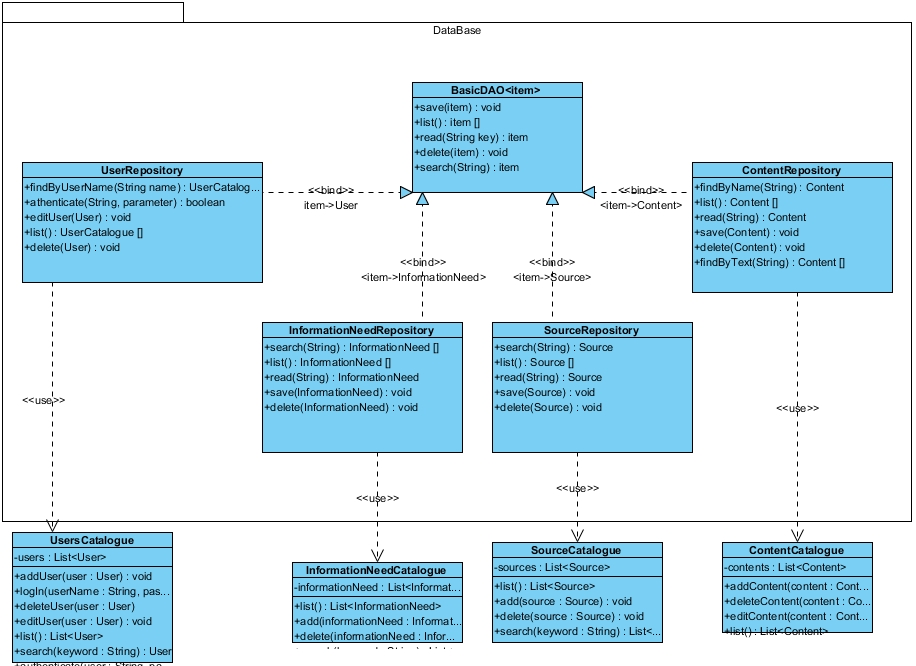 DataBase
BasicDAO<item>
+save(item) : void
+list() : item []
+read(String key) : item
+delete(item) : void
+search(String) : item
UserRepository
+findByUserName(String name) : UserCatalog...
+athenticate(String, parameter) : boolean
+editUser(User) : void
+list() : UserCatalogue []
+delete(User) : void
<<bind>>
item->User
<<bind>>
<item->Content>
ContentRepository
+findByName(String) : Content
+list() : Content []
+read(String) : Content
+save(Content) : void
+delete(Content) : void
+findByText(String) : Content []
<<bind>>
<item->InformationNeed>
<<bind>>
<item->Source>
InformationNeedRepository
+search(String) : InformationNeed []
+list() : InformationNeed []
+read(String) : InformationNeed
+save(InformationNeed) : void
+delete(InformationNeed) : void
SourceRepository
+search(String) : Source
+list() : Source []
+read(String) : Source
+save(Source) : void
+delete(Source) : void
<<use>>
<<use>>
<<use>>
<<use>>
UsersCatalogue
-users : List<User>
+addUser(user : User) : void
+logIn(userName : String, pas...
+deleteUser(user : User)
+editUser(user : User) : void
+list() : List<User>
+search(keyword : String) : User
InformationNeedCatalogue
-informationNeed : List<Informat...
+list() : List<InformationNeed>
+add(informationNeed : Informat...
+delete(informationNeed : Infor...
SourceCatalogue
-sources : List<Source>
+list() : List<Source>
+add(source : Source) : void
+delete(source : Source) : void
+search(keyword : String) : List<...
ContentCatalogue
-contents : List<Content>
+addContent(content : Cont...
+deleteContent(content : Co...
+editContent(content : Cont...
+list() : List<Content>